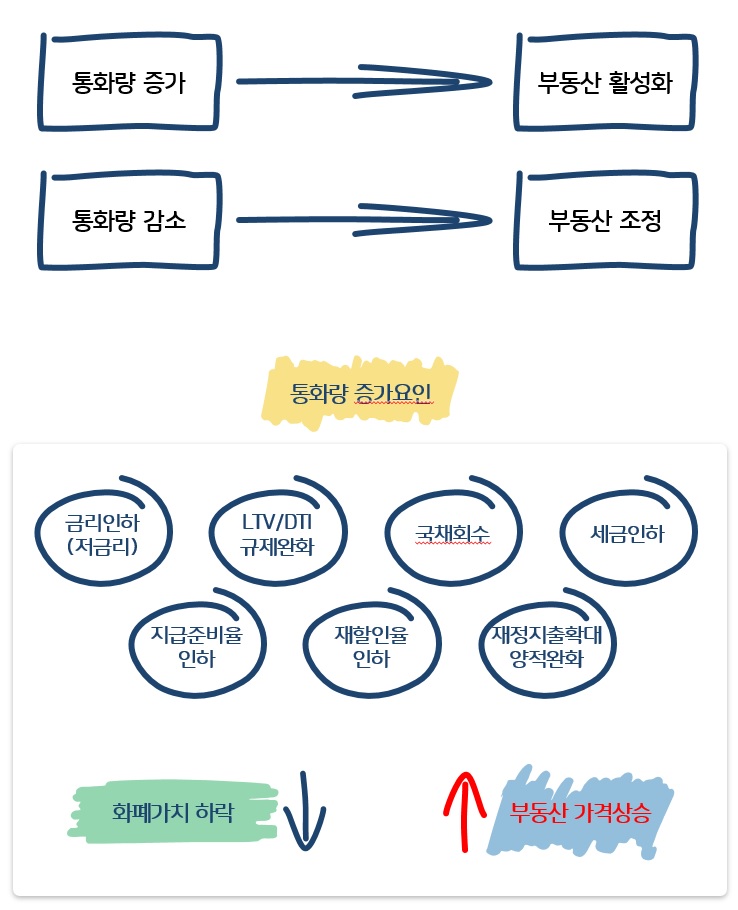 통화량 증가
부동산 활성화
통화량 감소
부동산 조정
통화량 증가요인
금리인하
(저금리)
LTV/DTI
규제완화
국채회수
세금인하
지급준비율
인하
재할인율
인하
재정지출확대
양적완화
화폐가치 하락
부동산 가격상승